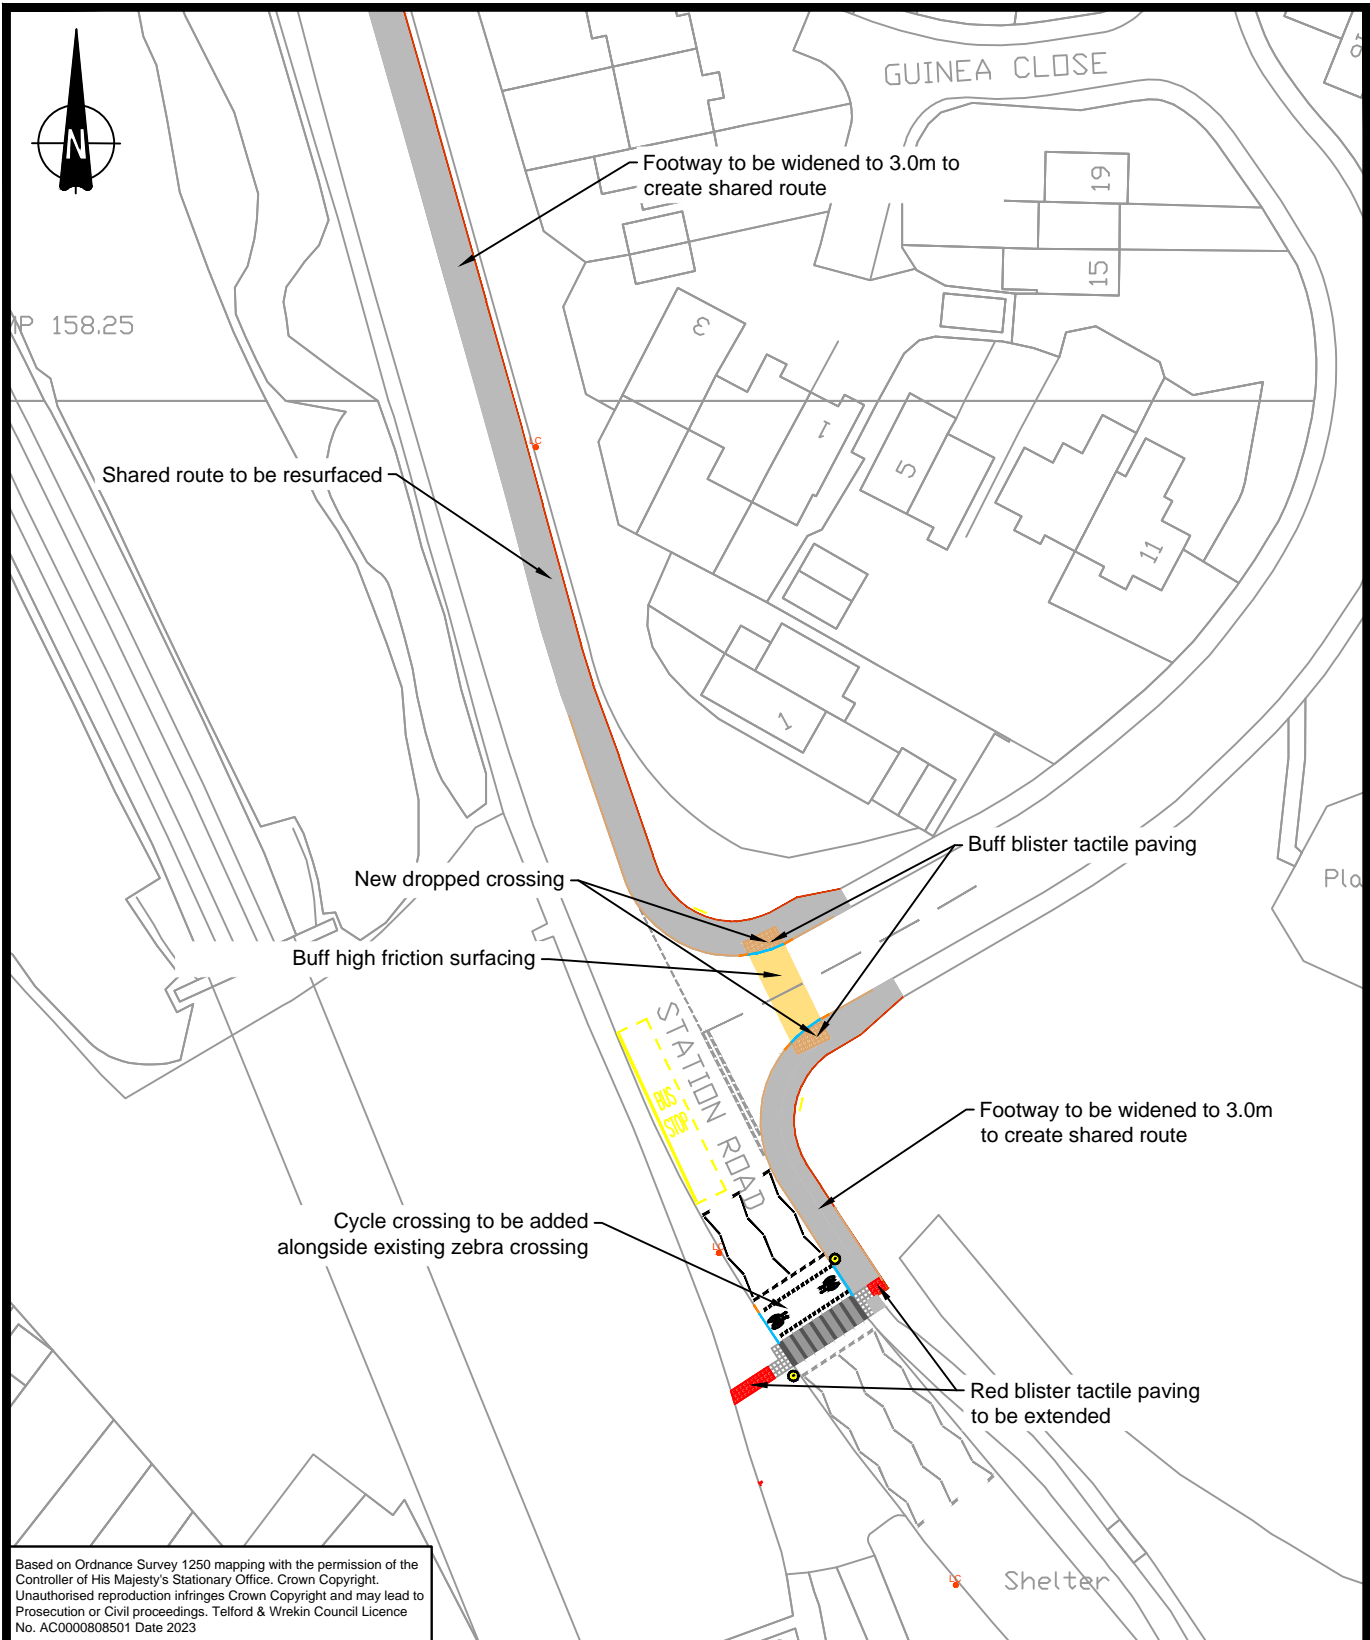 GUINEA CLOSE
N
Footway to be widened to 3.0m to
create shared route
19
15
3
158.25
1
LC
5
Shared route to be resurfaced
11
1
Buff blister tactile paving
New dropped crossing
Buff high friction surfacing
STATION ROAD
BUS
STOP
Footway to be widened to 3.0m
to create shared route
Cycle crossing to be added
alongside existing zebra crossing
LC
Red blister tactile paving
to be extended
LC
Shelter
Based on Ordnance Survey 1250 mapping with the permission of the
Controller of His Majesty's Stationary Office. Crown Copyright.
Unauthorised reproduction infringes Crown Copyright and may lead to
Prosecution or Civil proceedings. Telford & Wrekin Council Licence
No. AC0000808501 Date 2023